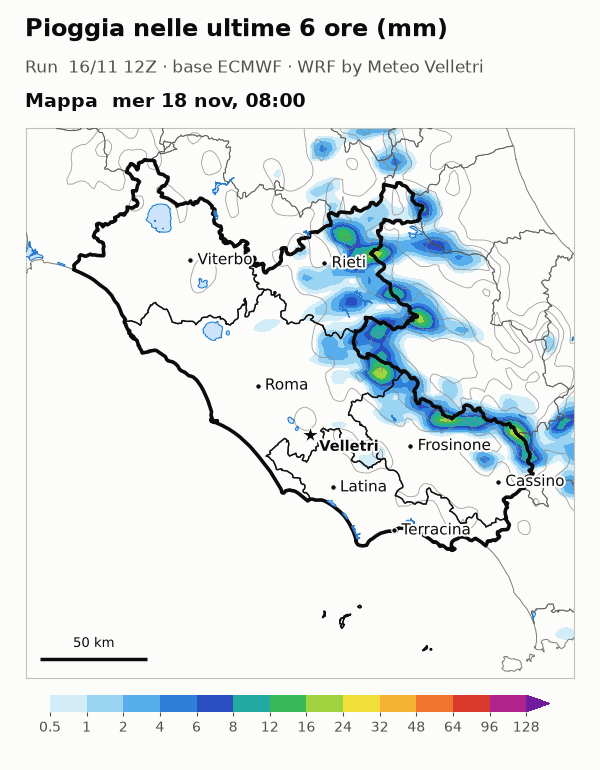 Pioggia nelle ultime 6 ore (mm)
Run 16/11 12Z · base ECMWF · WRF by Meteo Velletri
Mappa mer 18 nov, 08:00
Viterbo
Rieti
Roma
Velletri
Frosinone
Latina
Cassino
Terracina
50 km
0.5 1 2 4 6 8 12 16 24 32 48 64 96 128